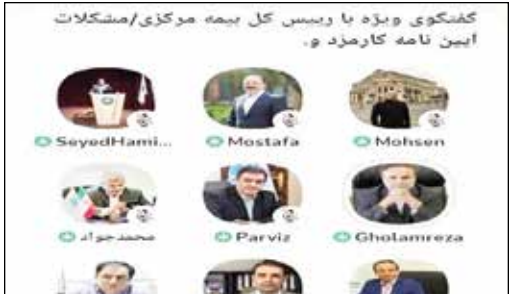 گفتگوی ویژه با رییس کل بیمه مرکزی/مشکلات
آیین نامه کارمزد و.
SeyedHami... Mostafa Mohsen
محمدجواد Parviz Gholamreza